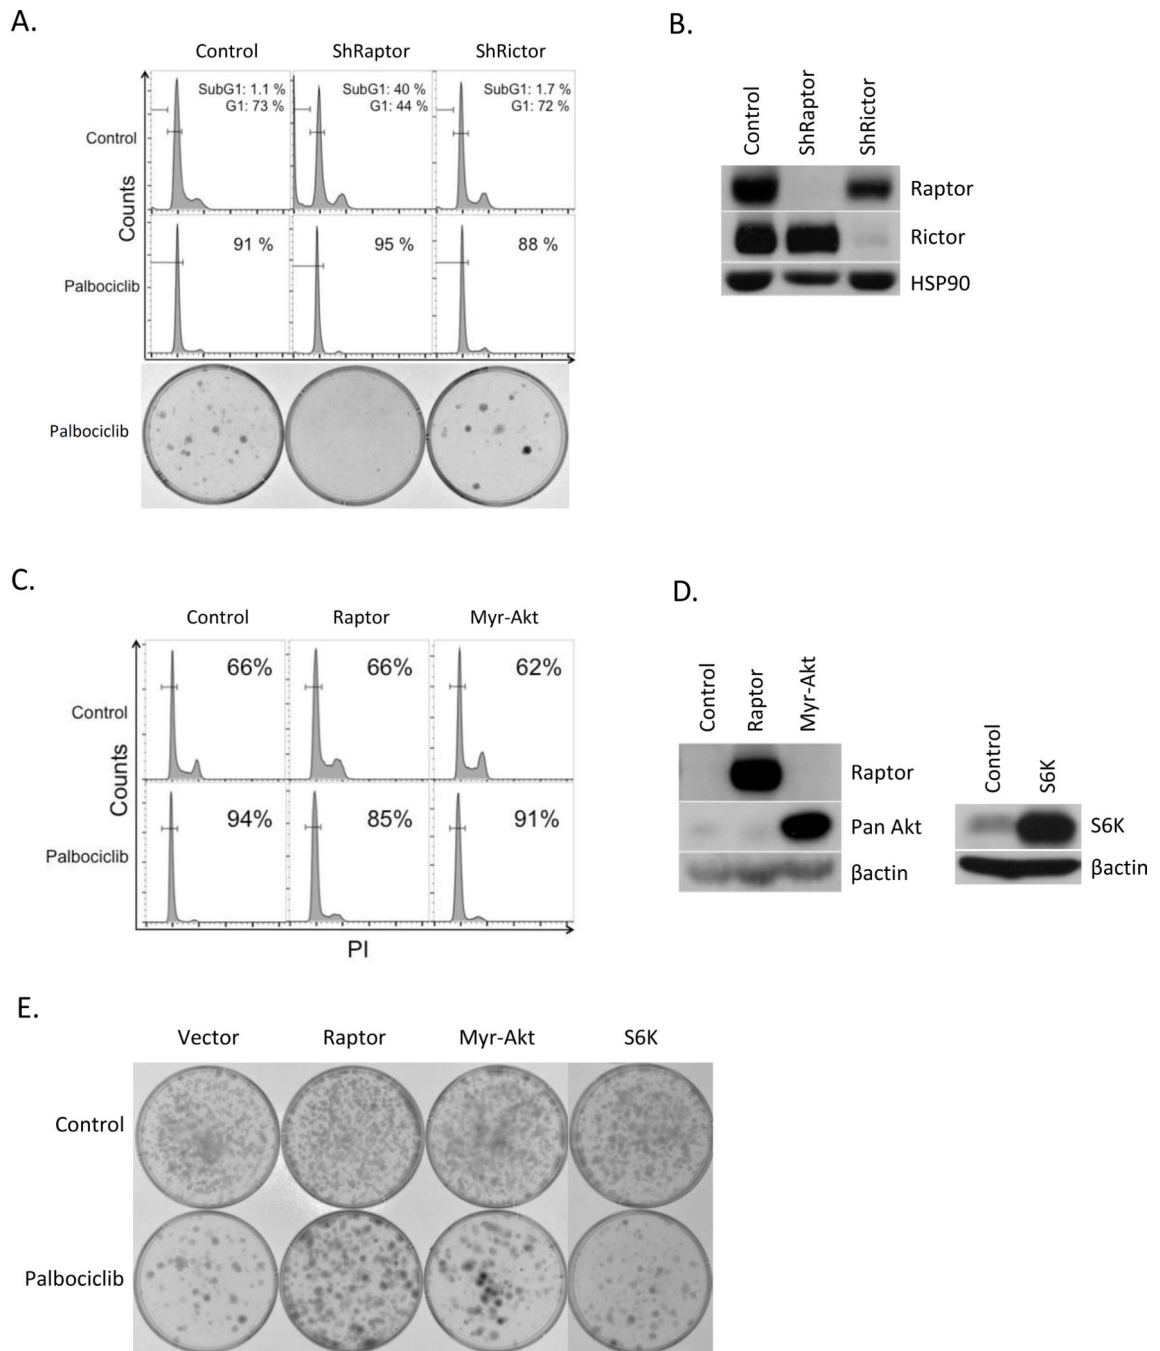 A.
Control ShRaptor ShRictor
SubG1: 1.1 %
G1: 73 %
SubG1: 40 %
G1: 44 %
SubG1: 1.7 %
G1: 72 %
Control
Counts
91 % 95 % 88 %
Palbociclib
Palbociclib
B.
Control ShRaptor ShRictor
Raptor
Rictor
HSP90
C.
Control Raptor Myr-Akt
66% 66% 62%
Control
Counts
94% 85% 91%
Palbociclib
PI
D.
Control Raptor Myr-Akt
Raptor
Pan Akt
βactin
Control S6K
S6K
βactin
E.
Vector Raptor Myr-Akt S6K
Control
Palbociclib